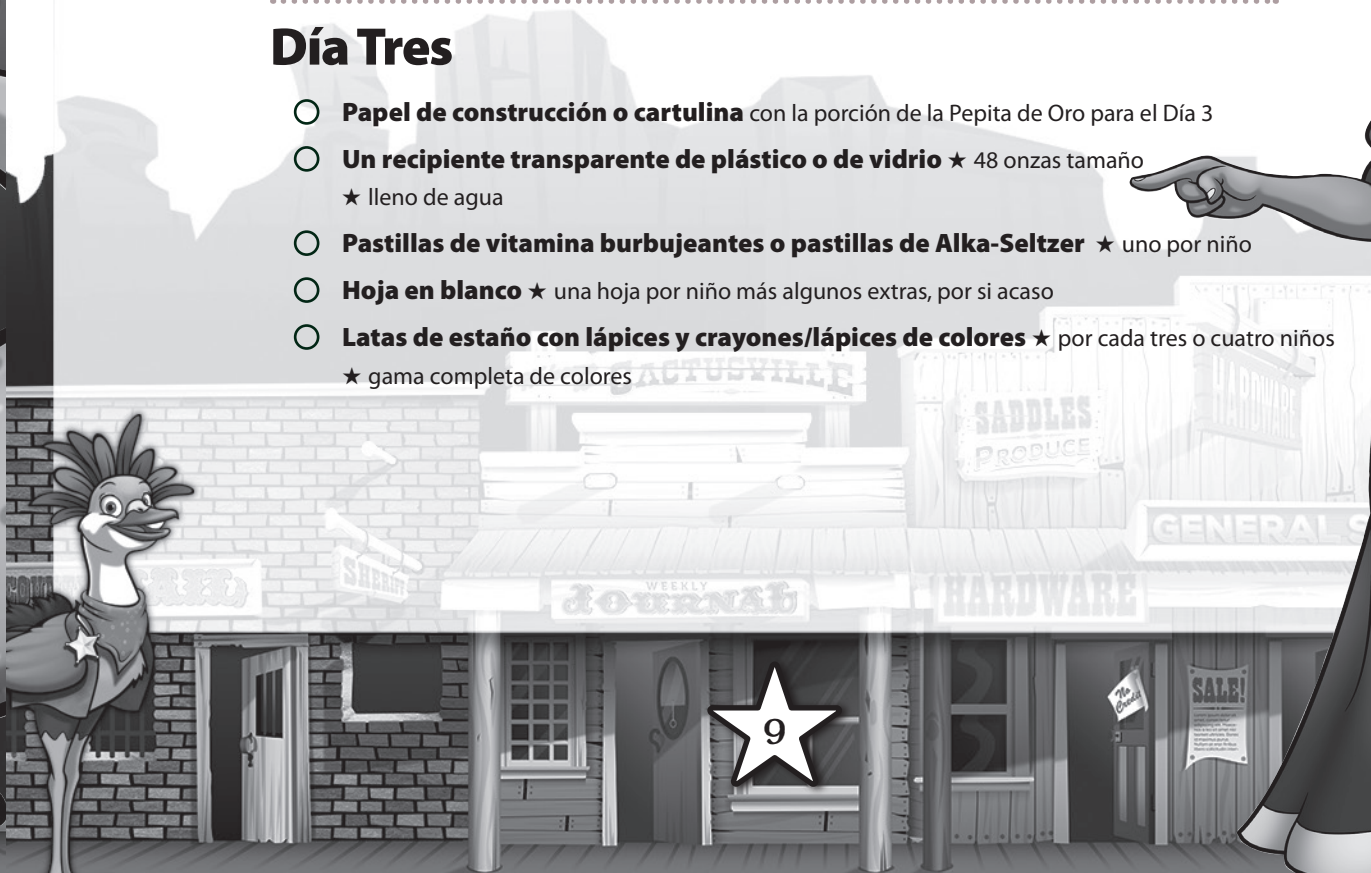 Día Tres
Papel de construcción o cartulina con la porción de la Pepita de Oro para el Día 3
Un recipiente transparente de plástico o de vidrio ★ 48 onzas tamaño
★ lleno de agua
Pastillas de vitamina burbujeantes o pastillas de Alka-Seltzer ★ uno por niño
Hoja en blanco ★ una hoja por niño más algunos extras, por si acaso
Latas de estaño con lápices y crayones/lápices de colores ★ por cada tres o cuatro niños
★ gama completa de colores
CACTUSVILLE
SADDLES
PRODUCE
HARDWARE
GENERAL S
SHERIFF
WEEKLY
JOURNAL
HARDWARE
No
Credit
SALE!
9